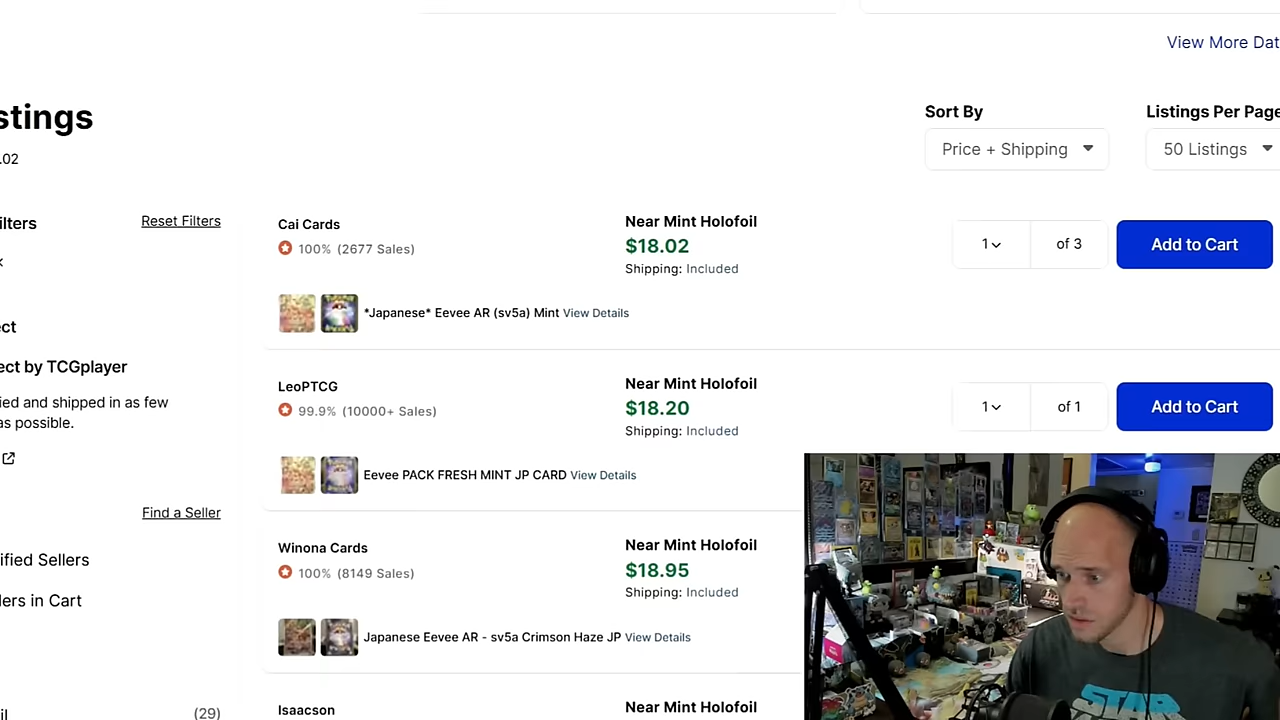 View More Dat
stings
.02
Sort By
Price + Shipping
Listings Per Page
50 Listings
ilters
Reset Filters
ect
ect by TCGplayer
ied and shipped in as few
as possible.
Find a Seller
ified Sellers
lers in Cart
il
(29)
Cai Cards
100% (2677 Sales)
Near Mint Holofoil
$18.02
Shipping: Included
1
of 3
Add to Cart
*Japanese* Eevee AR (sv5a) Mint View Details
LeoPTCG
99.9% (10000+ Sales)
Near Mint Holofoil
$18.20
Shipping: Included
1
of 1
Add to Cart
Eevee PACK FRESH MINT JP CARD View Details
Winona Cards
100% (8149 Sales)
Near Mint Holofoil
$18.95
Shipping: Included
Japanese Eevee AR - sv5a Crimson Haze JP View Details
Isaacson
Near Mint Holofoil
STAR